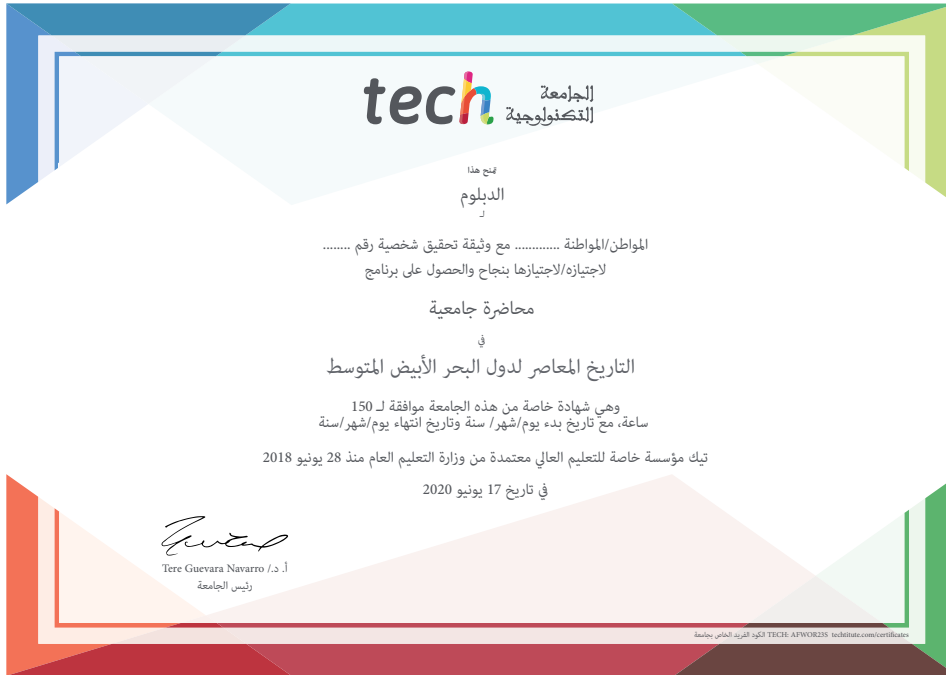 tech الجامعة
التكنولوجية
تمنح هذا
الدبلوم
لـ
المواطن/المواطنة ............ مع وثيقة تحقيق شخصية رقم ........
لاجتيازه/لاجتيازها بنجاح والحصول على برنامج
محاضرة جامعية
في
التاريخ المعاصر لدول البحر الأبيض المتوسط
وهي شهادة خاصة من هذه الجامعة موافقة لـ 150
ساعة، مع تاريخ بدء يوم/شهر/ سنة وتاريخ انتهاء يوم/شهر/سنة
تيك مؤسسة خاصة للتعليم العالي معتمدة من وزارة التعليم العام منذ 28 يونيو 2018
في تاريخ 17 يونيو 2020
أ. د./ Tere Guevara Navarro
رئيس الجامعة
الكود الفريد الخاص بجامعة TECH: AFWOR235 techtitute.com/certificates